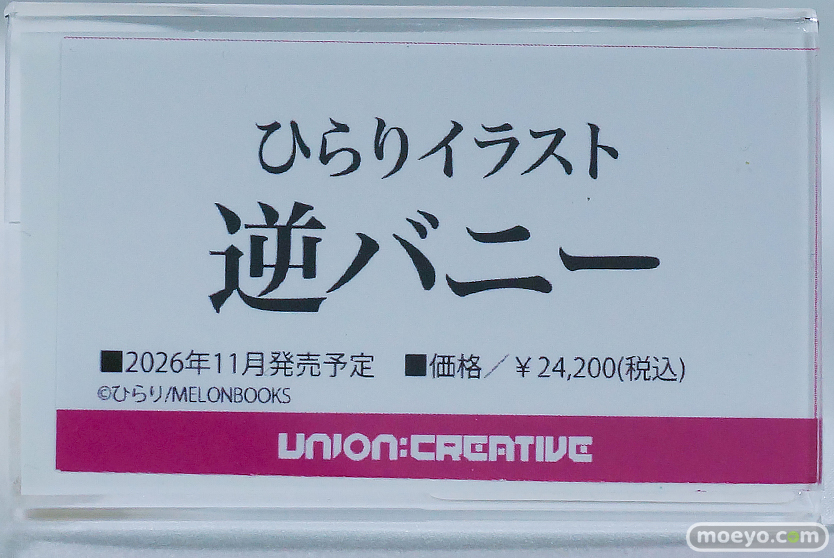 ひらりイラスト
逆バニー
■2026年11月発売予定　■価格／￥24,200(税込)
©ひらり/MELONBOOKS
UNION:CREATIVE
moeyo.com